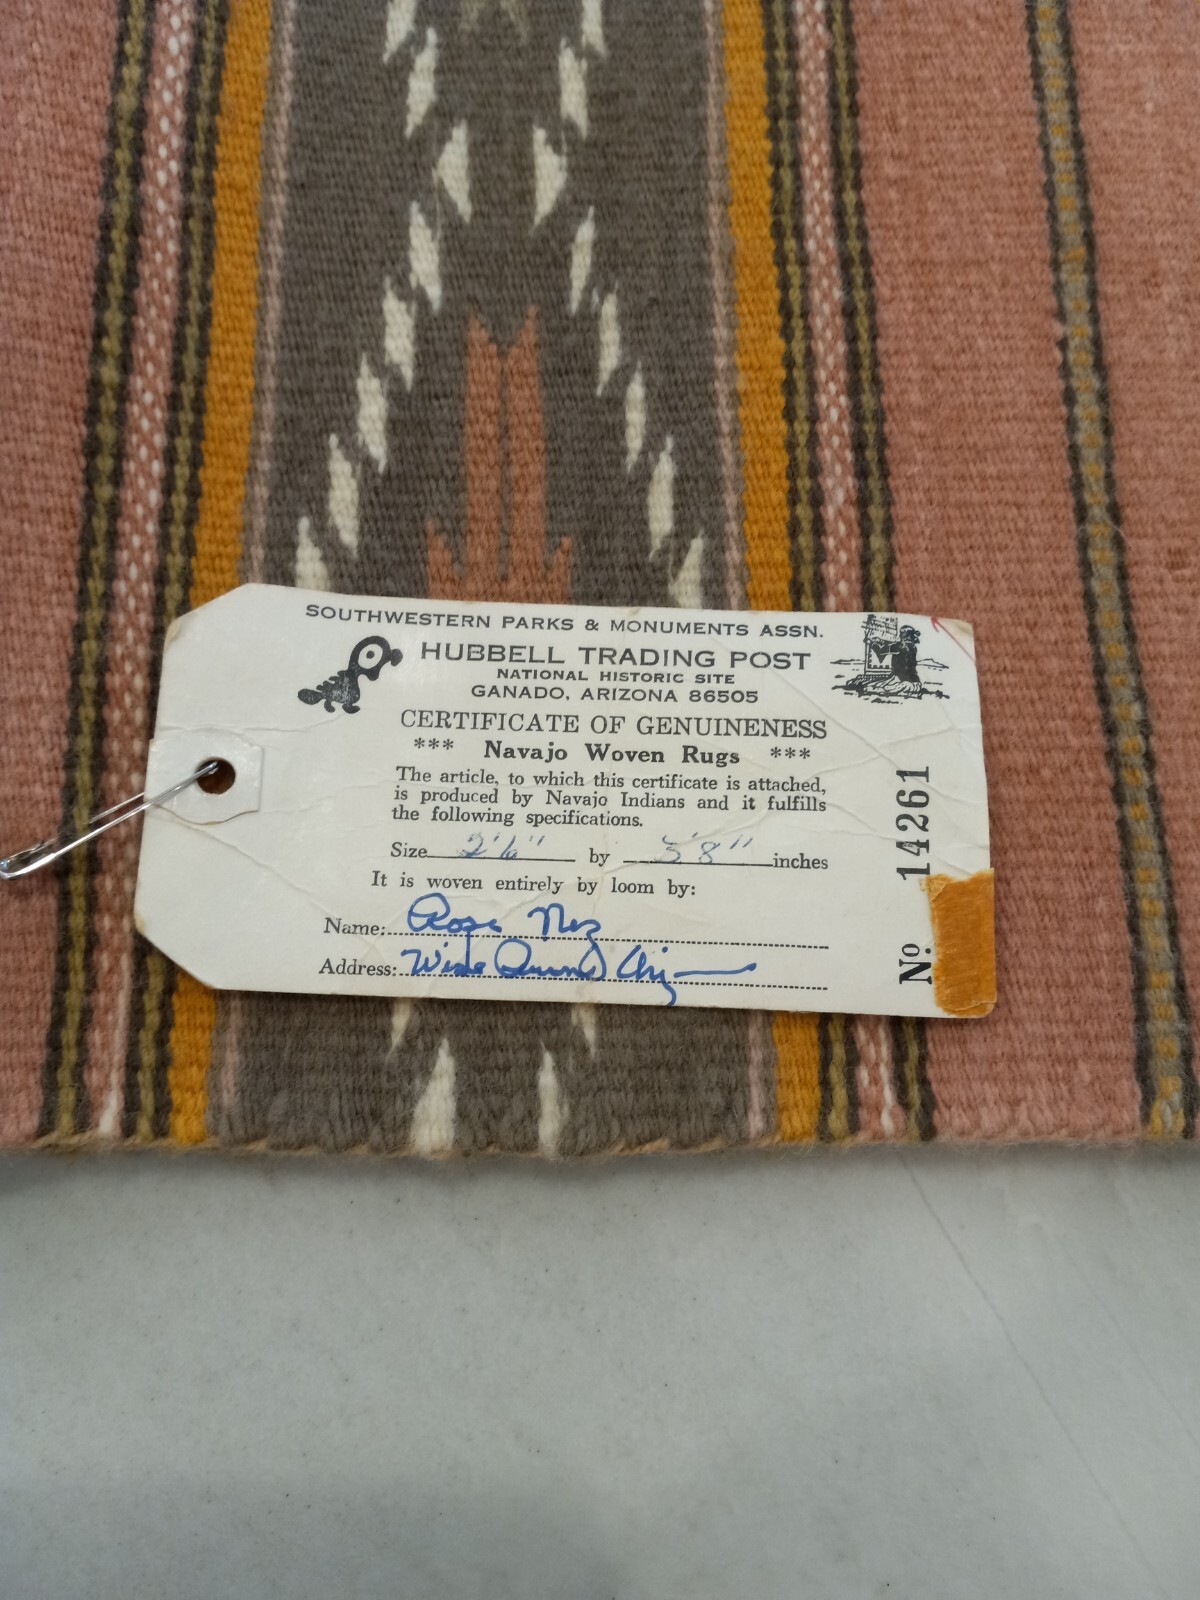 SOUTHWESTERN PARKS & MONUMENTS ASSN.
HUBBELL TRADING POST
NATIONAL HISTORIC SITE
GANADO, ARIZONA 86505
CERTIFICATE OF GENUINENESS
*** Navajo Woven Rugs ***
The article, to which this certificate is attached,
is produced by Navajo Indians and it fulfills
the following specifications.
Size 2'6" by 3'8" inches
It is woven entirely by loom by:
Name: Rose Nez
Address: Wide Ruins
No. 14261